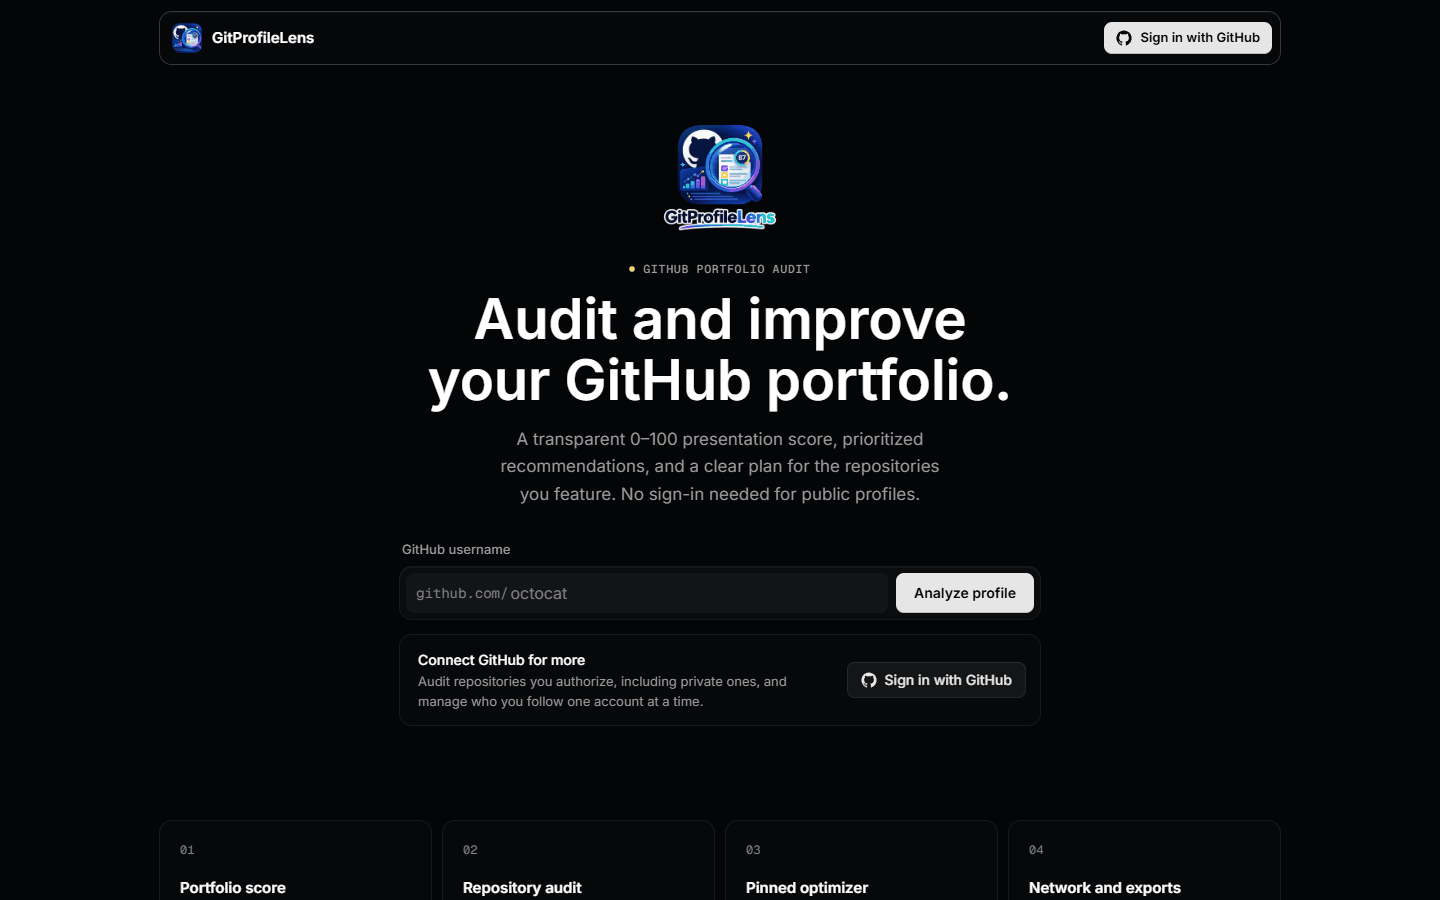 GitProfileLens
Sign in with GitHub
87
GitProfileLens
GITHUB PORTFOLIO AUDIT
Audit and improve
your GitHub portfolio.
A transparent 0–100 presentation score, prioritized
recommendations, and a clear plan for the repositories
you feature. No sign-in needed for public profiles.
GitHub username
github.com/ octocat
Analyze profile
Connect GitHub for more
Audit repositories you authorize, including private ones, and
manage who you follow one account at a time.
Sign in with GitHub
01
Portfolio score
02
Repository audit
03
Pinned optimizer
04
Network and exports